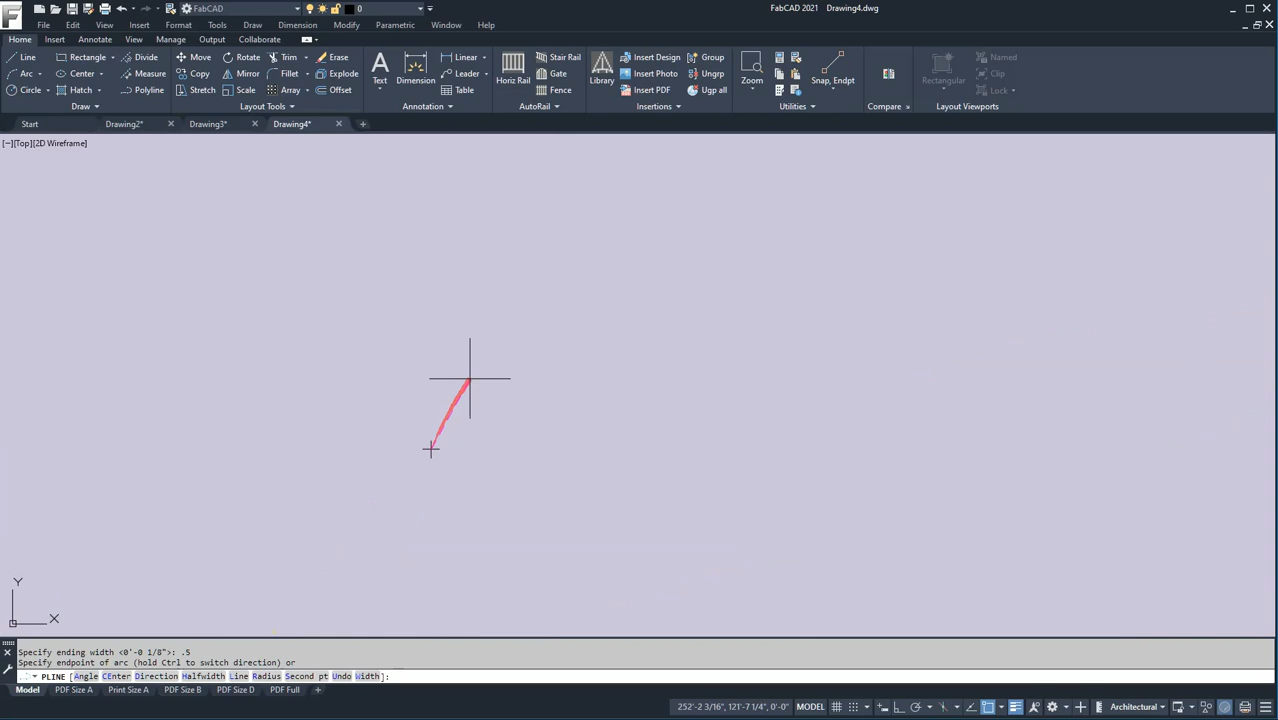 FabCAD 0 FabCAD 2021 Drawing4.dwg
File Edit View Insert Format Tools Draw Dimension Modify Parametric Window Help
Home Insert Annotate View Manage Output Collaborate
Line Rectangle Divide Move Rotate Trim Erase Linear Stair Rail Insert Design Group Named
Arc Center Measure Copy Mirror Fillet Explode Leader Gate Insert Photo Ungrp Clip
Text Dimension Horiz Rail Library Zoom Snap, Endpt Rectangular
Circle Hatch Polyline Stretch Scale Array Offset Table Fence Insert PDF Ugp all Lock
Draw Layout Tools Annotation AutoRail Insertions Utilities Compare Layout Viewports
Start Drawing2* Drawing3* Drawing4*
[−][Top][2D Wireframe]
Y
X
Specify ending width <0'-0 1/8">: .5
Specify endpoint of arc (hold Ctrl to switch direction) or
PLINE [Angle CEnter Direction Halfwidth Line Radius Second pt Undo Width]:
Model PDF Size A Print Size A PDF Size B PDF Size D PDF Full
252'-2 3/16", 121'-7 1/4", 0'-0" MODEL Architectural